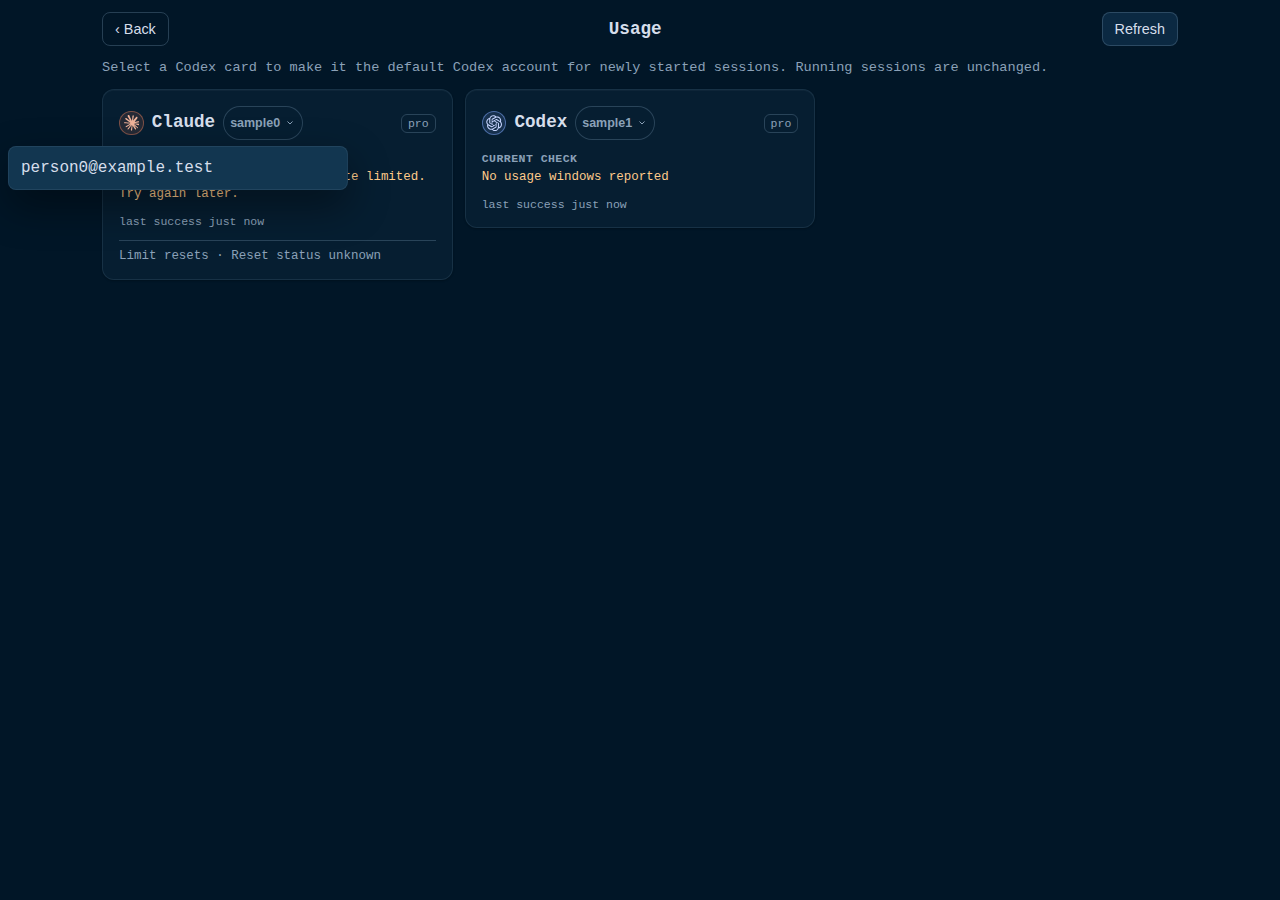 ‹ Back
Usage
Refresh
Select a Codex card to make it the default Codex account for newly started sessions. Running sessions are unchanged.
Claude
sample0
pro
person0@example.test
limited.
Try again later.
last success just now
Limit resets · Reset status unknown
Codex
sample1
pro
CURRENT CHECK
No usage windows reported
last success just now